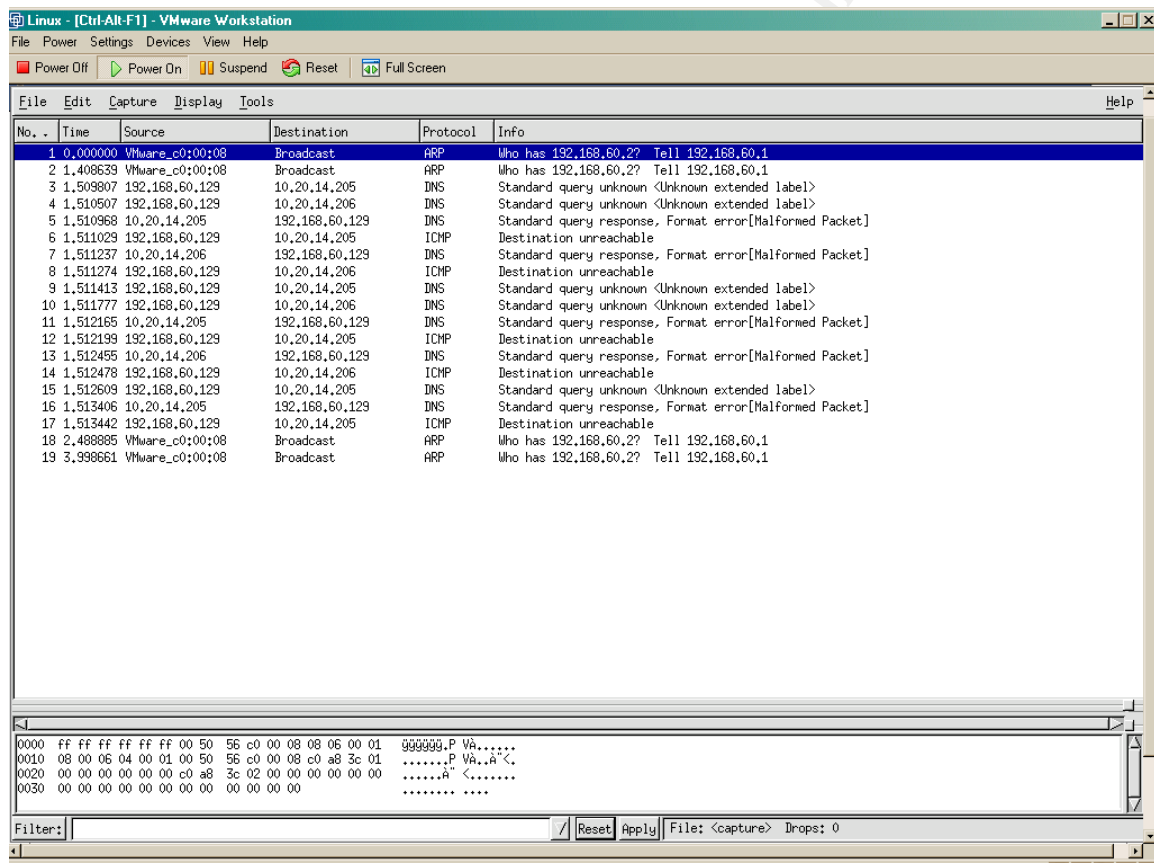 Linux - [Ctrl-Alt-F1] - VMware Workstation
File Power Settings Devices View Help
Power Off Power On Suspend Reset Full Screen
File Edit Capture Display Tools Help
No. . Time Source Destination Protocol Info
1 0.000000 VMware_c0:00:08 Broadcast ARP Who has 192.168.60.2? Tell 192.168.60.1
2 1.408639 VMware_c0:00:08 Broadcast ARP Who has 192.168.60.2? Tell 192.168.60.1
3 1.509807 192.168.60.129 10.20.14.205 DNS Standard query unknown <Unknown extended label>
4 1.510507 192.168.60.129 10.20.14.206 DNS Standard query unknown <Unknown extended label>
5 1.510968 10.20.14.205 192.168.60.129 DNS Standard query response, Format error[Malformed Packet]
6 1.511029 192.168.60.129 10.20.14.205 ICMP Destination unreachable
7 1.511237 10.20.14.206 192.168.60.129 DNS Standard query response, Format error[Malformed Packet]
8 1.511274 192.168.60.129 10.20.14.206 ICMP Destination unreachable
9 1.511413 192.168.60.129 10.20.14.205 DNS Standard query unknown <Unknown extended label>
10 1.511777 192.168.60.129 10.20.14.206 DNS Standard query unknown <Unknown extended label>
11 1.512165 10.20.14.205 192.168.60.129 DNS Standard query response, Format error[Malformed Packet]
12 1.512199 192.168.60.129 10.20.14.205 ICMP Destination unreachable
13 1.512455 10.20.14.206 192.168.60.129 DNS Standard query response, Format error[Malformed Packet]
14 1.512478 192.168.60.129 10.20.14.206 ICMP Destination unreachable
15 1.512609 192.168.60.129 10.20.14.205 DNS Standard query unknown <Unknown extended label>
16 1.513406 10.20.14.205 192.168.60.129 DNS Standard query response, Format error[Malformed Packet]
17 1.513442 192.168.60.129 10.20.14.205 ICMP Destination unreachable
18 2.488885 VMware_c0:00:08 Broadcast ARP Who has 192.168.60.2? Tell 192.168.60.1
19 3.998661 VMware_c0:00:08 Broadcast ARP Who has 192.168.60.2? Tell 192.168.60.1
0000 ff ff ff ff ff ff 00 50 56 c0 00 08 08 06 00 01 ÿÿÿÿÿÿ.P VÀ......
0010 08 00 06 04 00 01 00 50 56 c0 00 08 c0 a8 3c 01 .......P VÀ..À¨<.
0020 00 00 00 00 00 00 c0 a8 3c 02 00 00 00 00 00 00 ......À¨ <.......
0030 00 00 00 00 00 00 00 00 00 00 00 00 ........ ....
Filter: Reset Apply File: <capture> Drops: 0